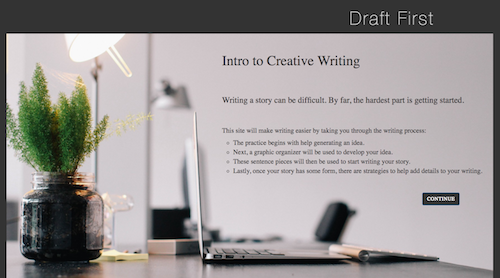 Draft First
Intro to Creative Writing
Writing a story can be difficult. By far, the hardest part is getting started.
This site will make writing easier by taking you through the writing process:
The practice begins with help generating an idea.
Next, a graphic organizer will be used to develop your idea.
These sentence pieces will then be used to start writing your story.
Lastly, once your story has some form, there are strategies to help add details to your writing.
CONTINUE